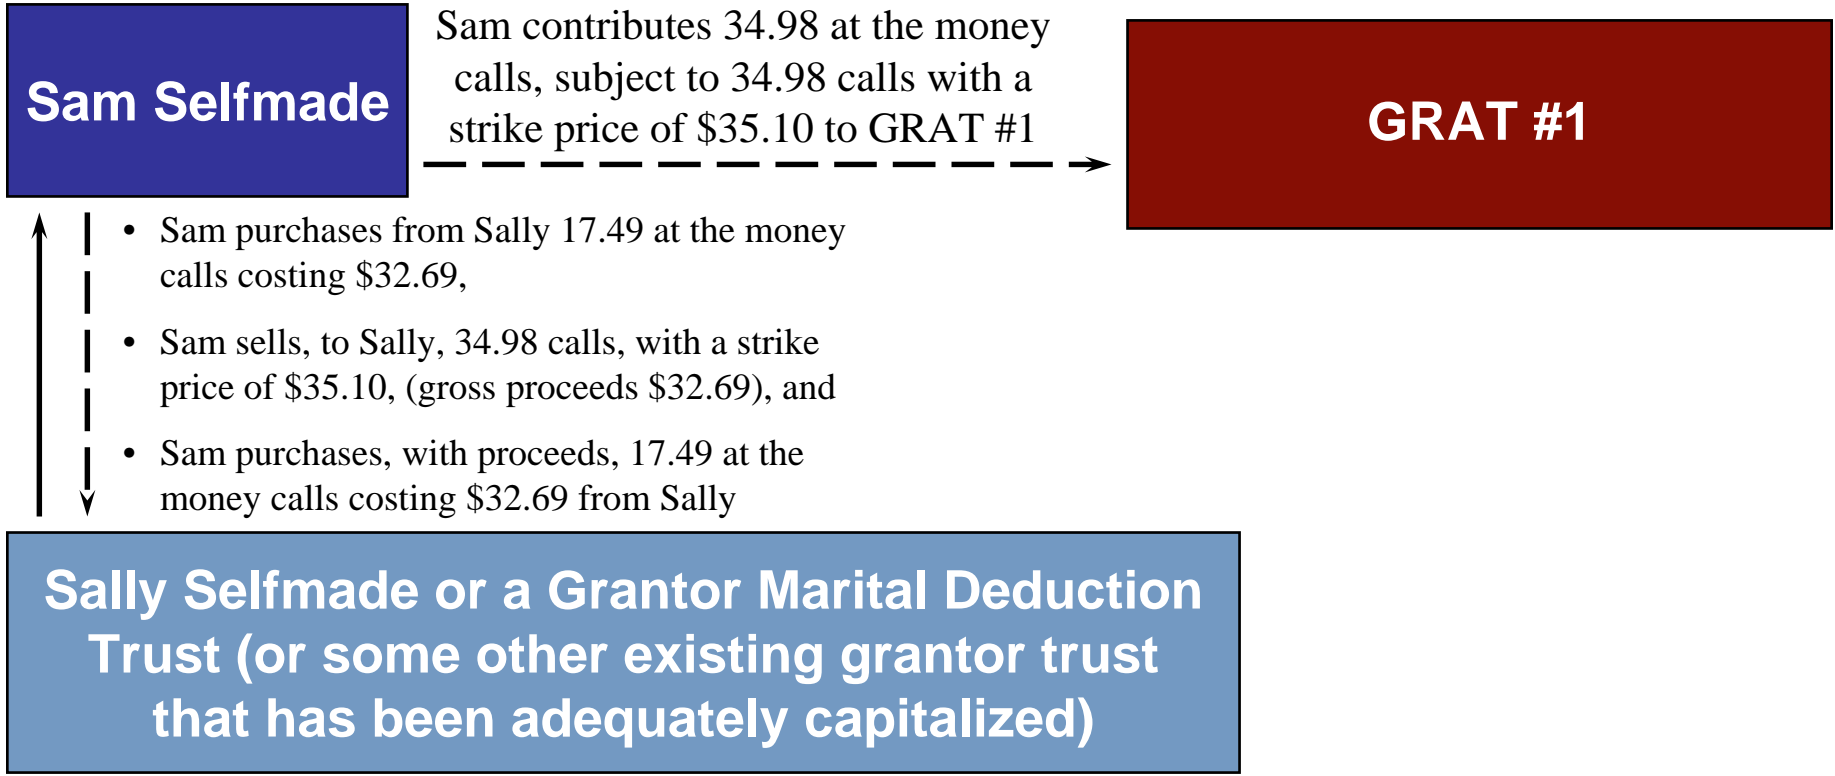 Sam Selfmade
Sam contributes 34.98 at the money
calls, subject to 34.98 calls with a
strike price of $35.10 to GRAT #1
GRAT #1
• Sam purchases from Sally 17.49 at the money
calls costing $32.69,
• Sam sells, to Sally, 34.98 calls, with a strike
price of $35.10, (gross proceeds $32.69), and
• Sam purchases, with proceeds, 17.49 at the
money calls costing $32.69 from Sally
Sally Selfmade or a Grantor Marital Deduction
Trust (or some other existing grantor trust
that has been adequately capitalized)